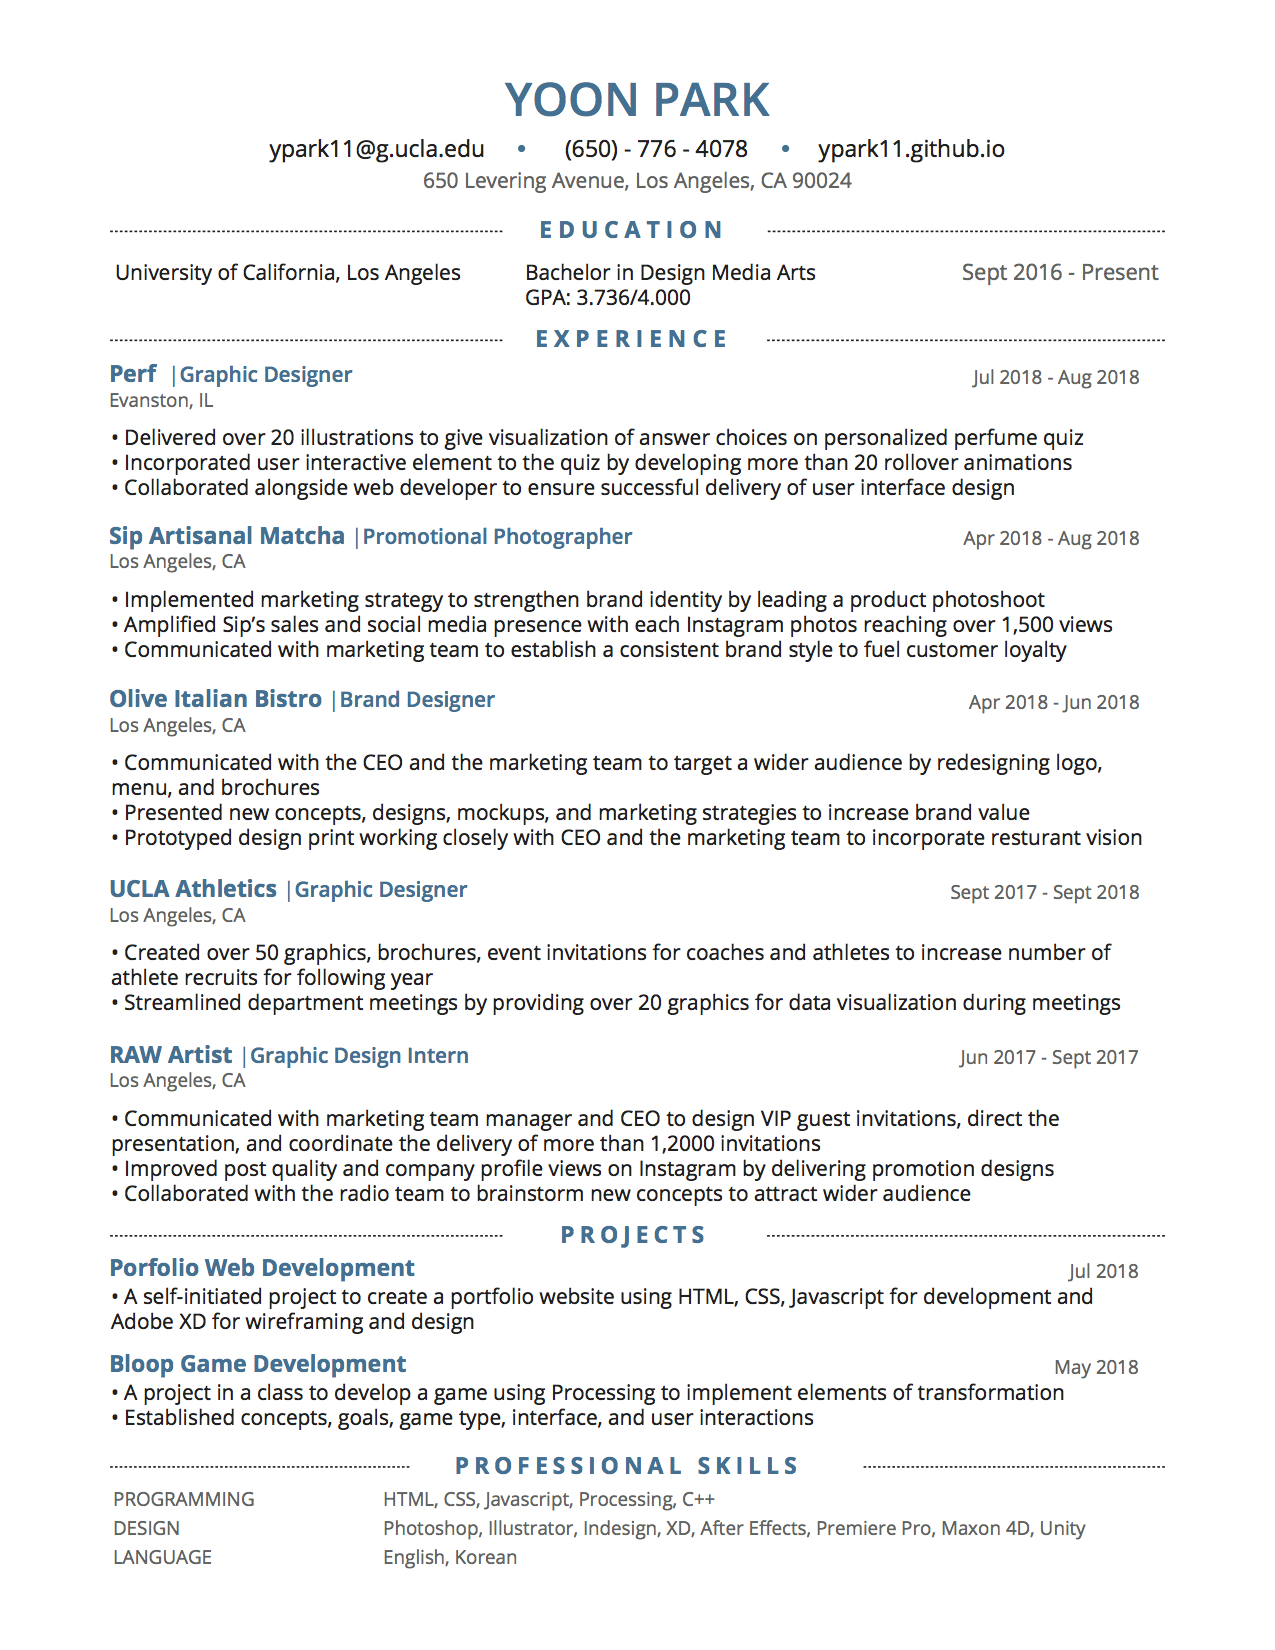 YOON PARK
ypark11@g.ucla.edu • (650) - 776 - 4078 • ypark11.github.io
650 Levering Avenue, Los Angeles, CA 90024
EDUCATION
University of California, Los Angeles Bachelor in Design Media Arts Sept 2016 - Present
GPA: 3.736/4.000
EXPERIENCE
Perf |Graphic Designer Jul 2018 - Aug 2018
Evanston, IL
• Delivered over 20 illustrations to give visualization of answer choices on personalized perfume quiz
• Incorporated user interactive element to the quiz by developing more than 20 rollover animations
• Collaborated alongside web developer to ensure successful delivery of user interface design
Sip Artisanal Matcha |Promotional Photographer Apr 2018 - Aug 2018
Los Angeles, CA
• Implemented marketing strategy to strengthen brand identity by leading a product photoshoot
• Amplified Sip’s sales and social media presence with each Instagram photos reaching over 1,500 views
• Communicated with marketing team to establish a consistent brand style to fuel customer loyalty
Olive Italian Bistro |Brand Designer Apr 2018 - Jun 2018
Los Angeles, CA
• Communicated with the CEO and the marketing team to target a wider audience by redesigning logo,
menu, and brochures
• Presented new concepts, designs, mockups, and marketing strategies to increase brand value
• Prototyped design print working closely with CEO and the marketing team to incorporate resturant vision
UCLA Athletics |Graphic Designer Sept 2017 - Sept 2018
Los Angeles, CA
• Created over 50 graphics, brochures, event invitations for coaches and athletes to increase number of
athlete recruits for following year
• Streamlined department meetings by providing over 20 graphics for data visualization during meetings
RAW Artist |Graphic Design Intern Jun 2017 - Sept 2017
Los Angeles, CA
• Communicated with marketing team manager and CEO to design VIP guest invitations, direct the
presentation, and coordinate the delivery of more than 1,2000 invitations
• Improved post quality and company profile views on Instagram by delivering promotion designs
• Collaborated with the radio team to brainstorm new concepts to attract wider audience
PROJECTS
Porfolio Web Development Jul 2018
• A self-initiated project to create a portfolio website using HTML, CSS, Javascript for development and
Adobe XD for wireframing and design
Bloop Game Development May 2018
• A project in a class to develop a game using Processing to implement elements of transformation
• Established concepts, goals, game type, interface, and user interactions
PROFESSIONAL SKILLS
PROGRAMMING HTML, CSS, Javascript, Processing, C++
DESIGN Photoshop, Illustrator, Indesign, XD, After Effects, Premiere Pro, Maxon 4D, Unity
LANGUAGE English, Korean